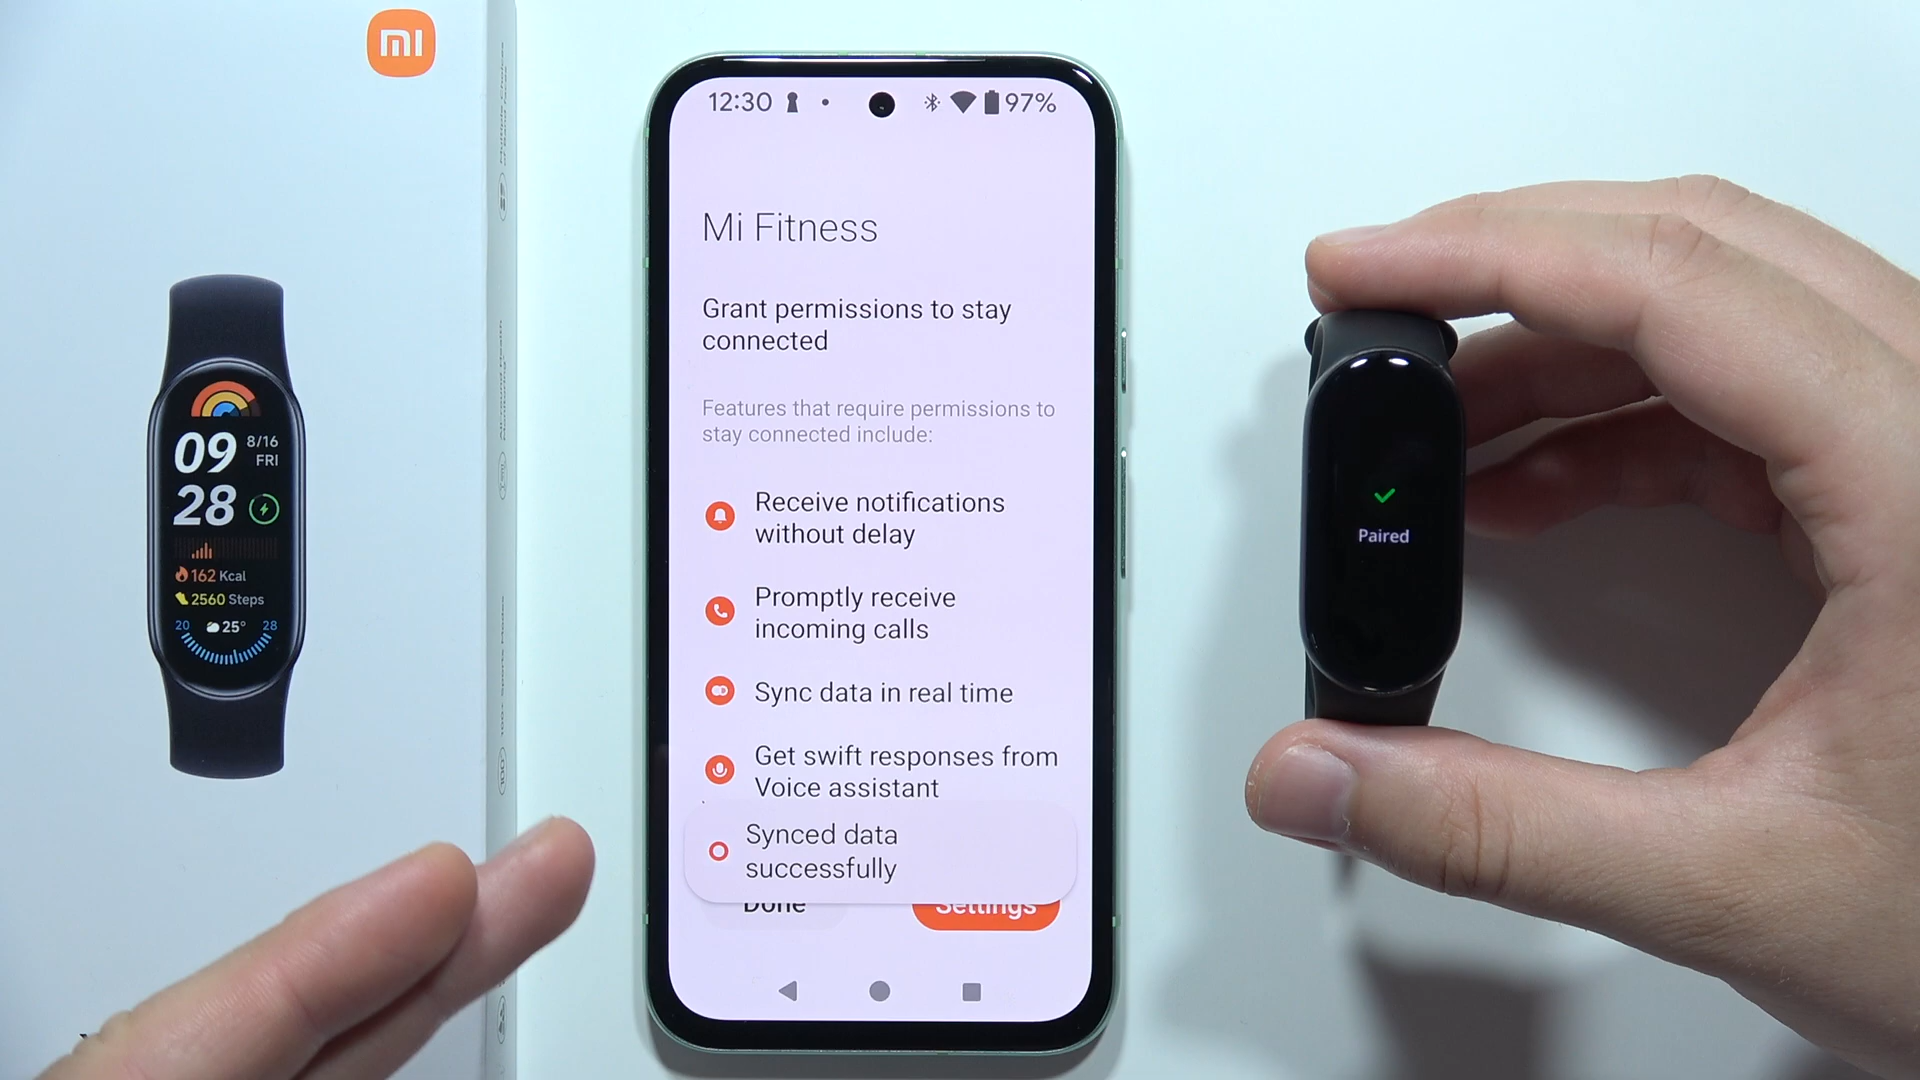 mi
09
8/16
FRI
28
162 Kcal
2560 Steps
20 25° 28
12:30 97%
Mi Fitness
Grant permissions to stay
connected
Features that require permissions to
stay connected include:
Receive notifications
without delay
Promptly receive
incoming calls
Sync data in real time
Get swift responses from
Voice assistant
Synced data
successfully
Done Settings
Paired